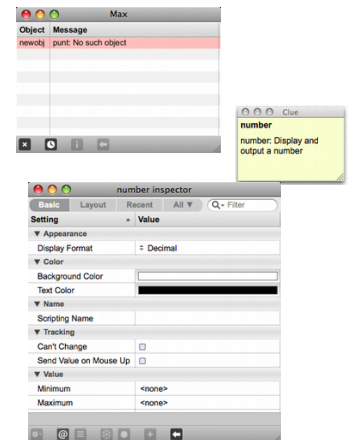 Max
Object Message
newobj punt: No such object
Clue
number
number: Display and
output a number
number inspector
Basic Layout Recent All ▼ Filter
Setting Value
▼ Appearance
Display Format Decimal
▼ Color
Background Color
Text Color
▼ Name
Scripting Name
▼ Tracking
Can't Change
Send Value on Mouse Up
▼ Value
Minimum <none>
Maximum <none>